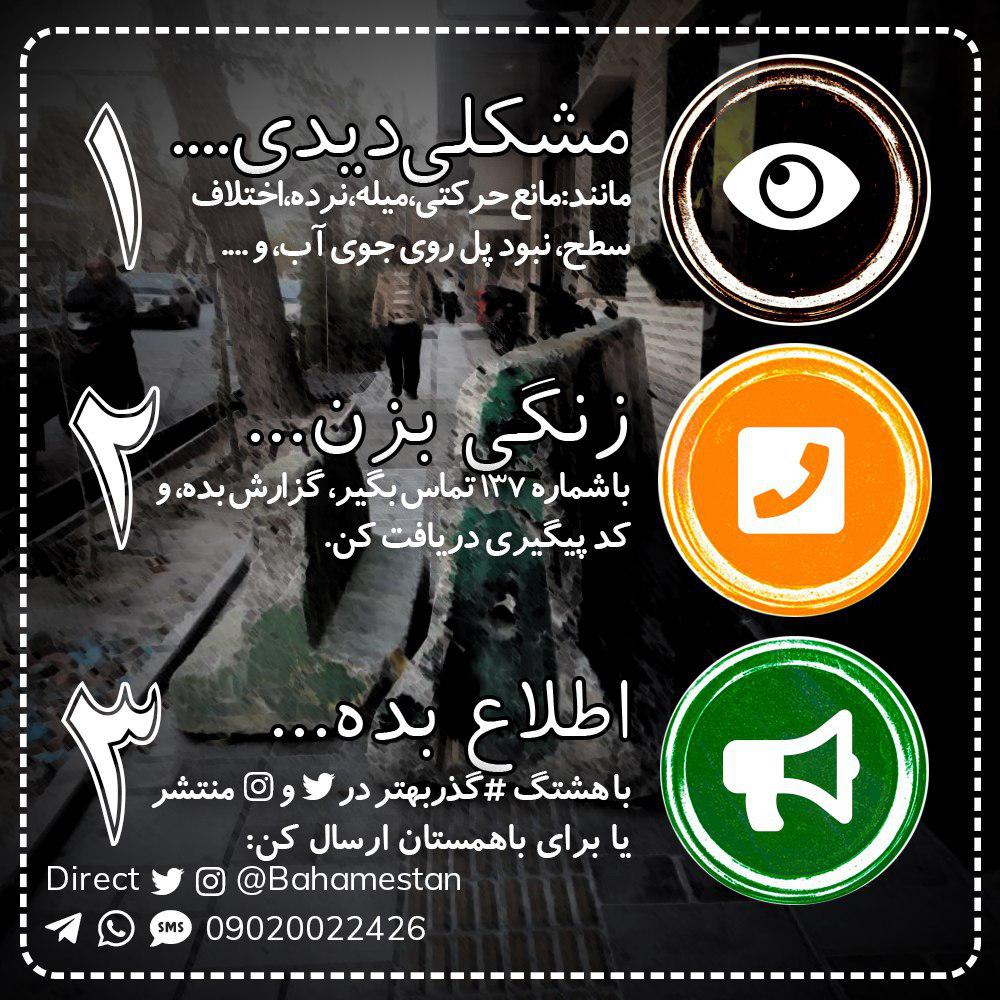 ۱
مشکلی دیدی....
مانند:مانع حرکتی،میله،نرده،اختلاف
سطح، نبود پل روی جوی آب، و ....
۲
زنگی بزن...
با شماره ۱۳۷ تماس بگیر، گزارش بده، و
کد پیگیری دریافت کن.
۳
اطلاع بده...
با هشتگ #گذربهتر در و منتشر
یا برای باهمستان ارسال کن:
Direct @Bahamestan
SMS 09020022426